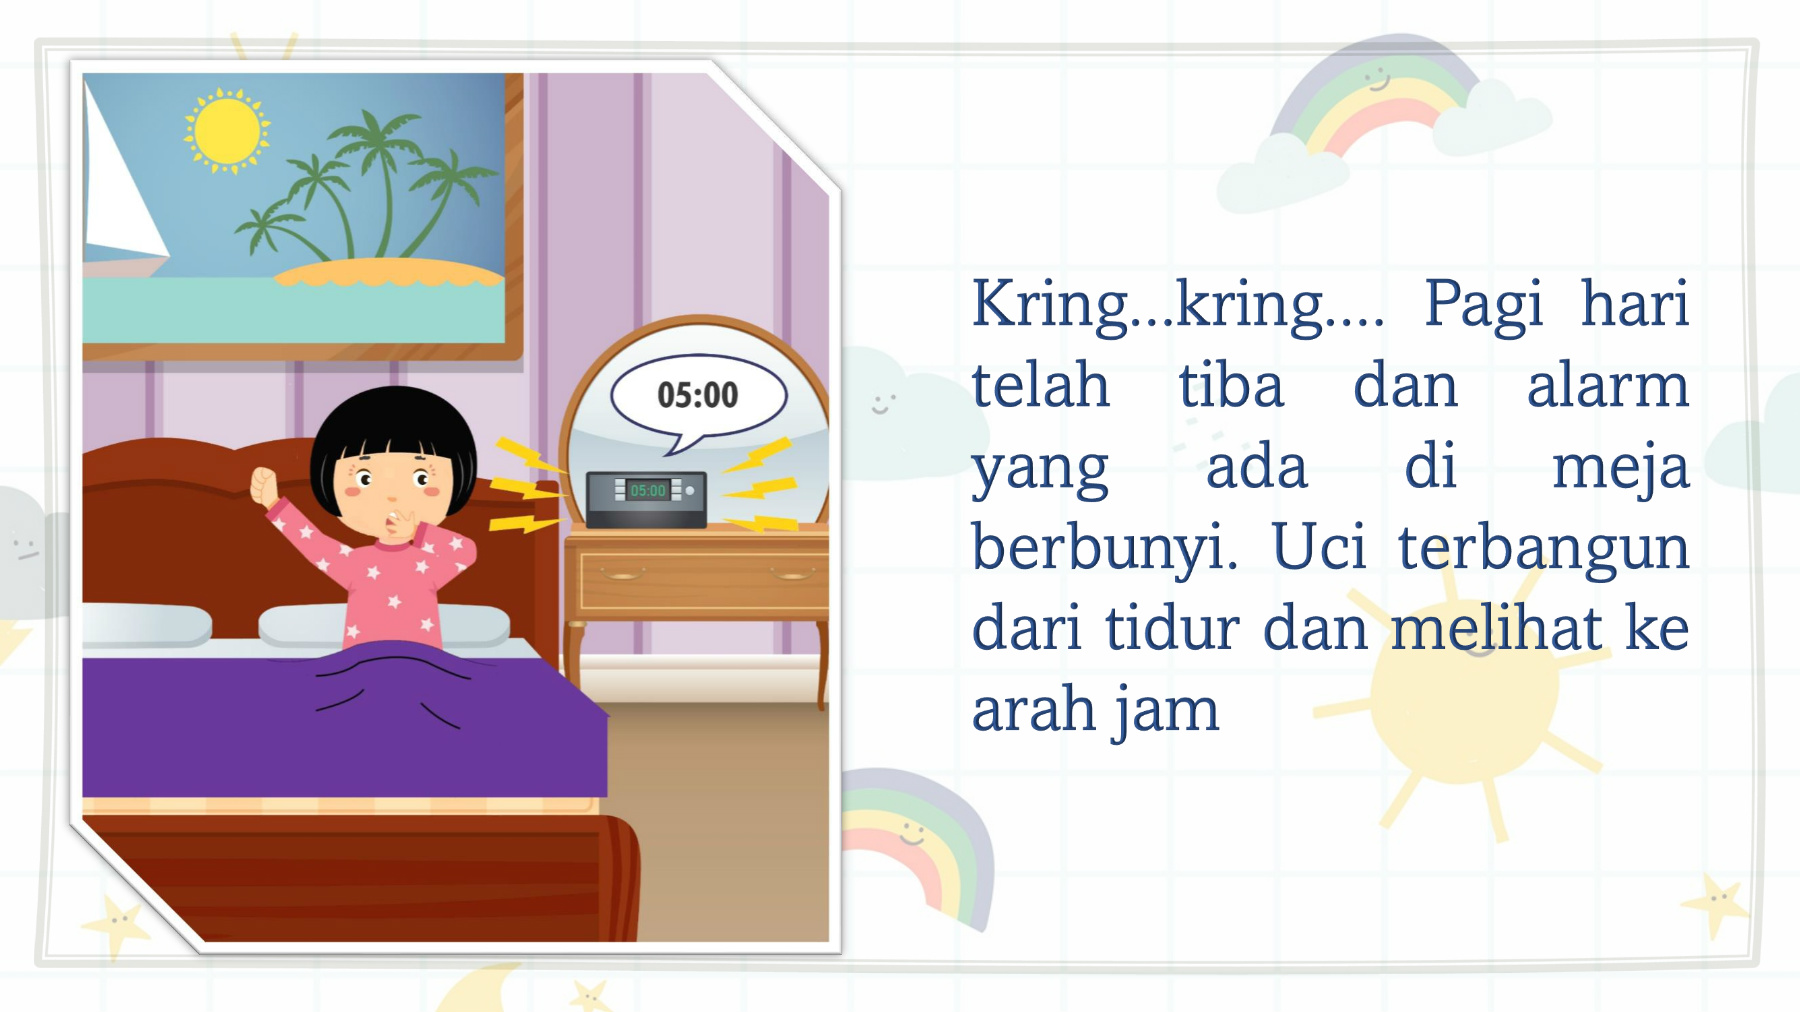 05:00
05:00
Kring...kring.... Pagi hari
telah tiba dan alarm
yang ada di meja
berbunyi. Uci terbangun
dari tidur dan melihat ke
arah jam